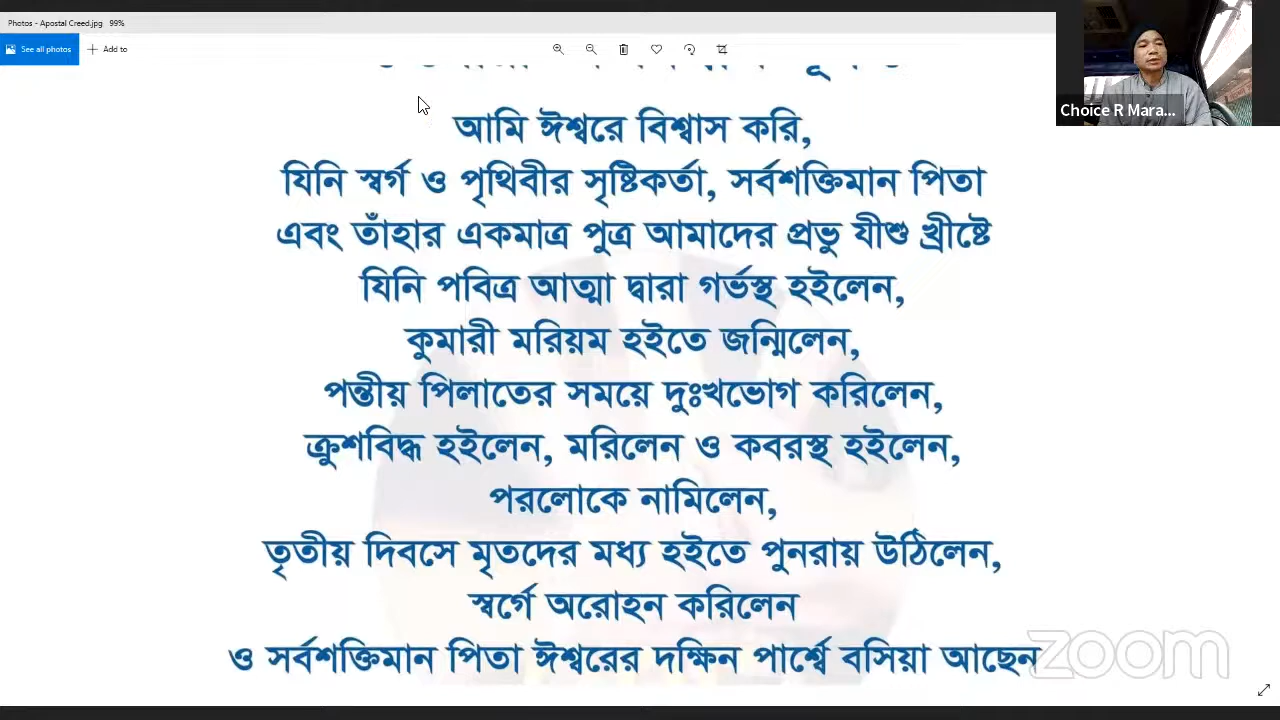 Photos - Apostal Creed.jpg 99%
See all photos
Add to
Choice R Mara...
আমি ঈশ্বরে বিশ্বাস করি,
যিনি স্বর্গ ও পৃথিবীর সৃষ্টিকর্তা, সর্বশক্তিমান পিতা
এবং তাঁহার একমাত্র পুত্র আমাদের প্রভু যীশু খ্রীষ্টে
যিনি পবিত্র আত্মা দ্বারা গর্ভস্থ হইলেন,
কুমারী মরিয়ম হইতে জন্মিলেন,
পন্তীয় পিলাতের সময়ে দুঃখভোগ করিলেন,
ক্রুশবিদ্ধ হইলেন, মরিলেন ও কবরস্থ হইলেন,
পরলোকে নামিলেন,
তৃতীয় দিবসে মৃতদের মধ্য হইতে পুনরায় উঠিলেন,
স্বর্গে অরোহন করিলেন
ও সর্বশক্তিমান পিতা ঈশ্বরের দক্ষিন পার্শ্বে বসিয়া আছেন
zoom